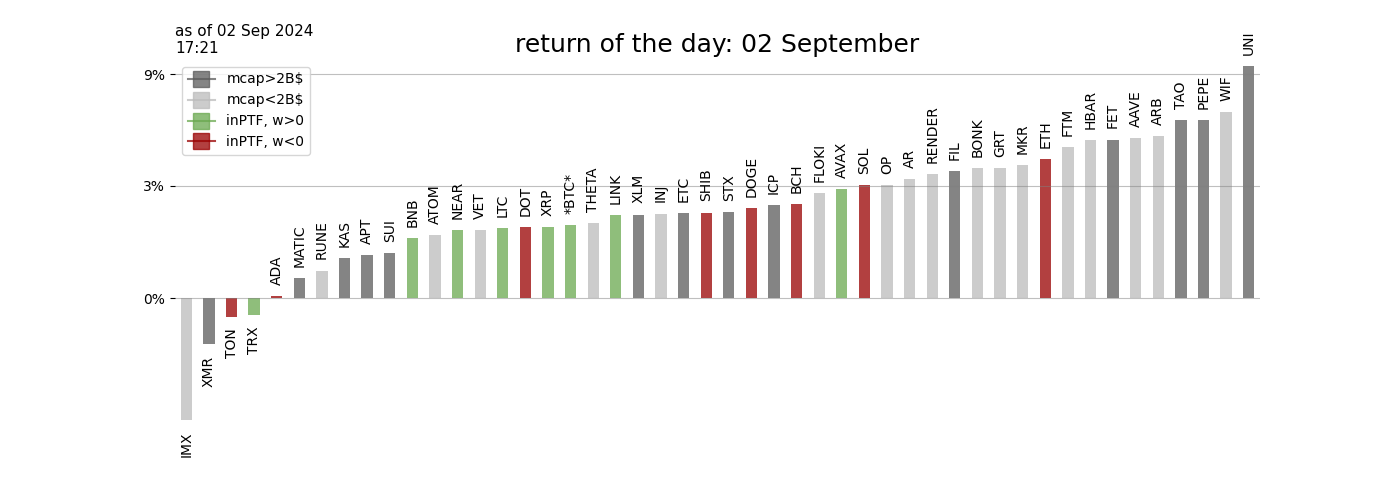 as of 02 Sep 2024
17:21
return of the day: 02 September
9%
3%
0%
mcap>2B$
mcap<2B$
inPTF, w>0
inPTF, w<0
IMX
XMR
TON
TRX
ADA
MATIC
RUNE
KAS
APT
SUI
BNB
ATOM
NEAR
VET
LTC
DOT
XRP
*BTC*
THETA
LINK
XLM
INJ
ETC
SHIB
STX
DOGE
ICP
BCH
FLOKI
AVAX
SOL
OP
AR
RENDER
FIL
BONK
GRT
MKR
ETH
FTM
HBAR
FET
AAVE
ARB
TAO
PEPE
WIF
UNI